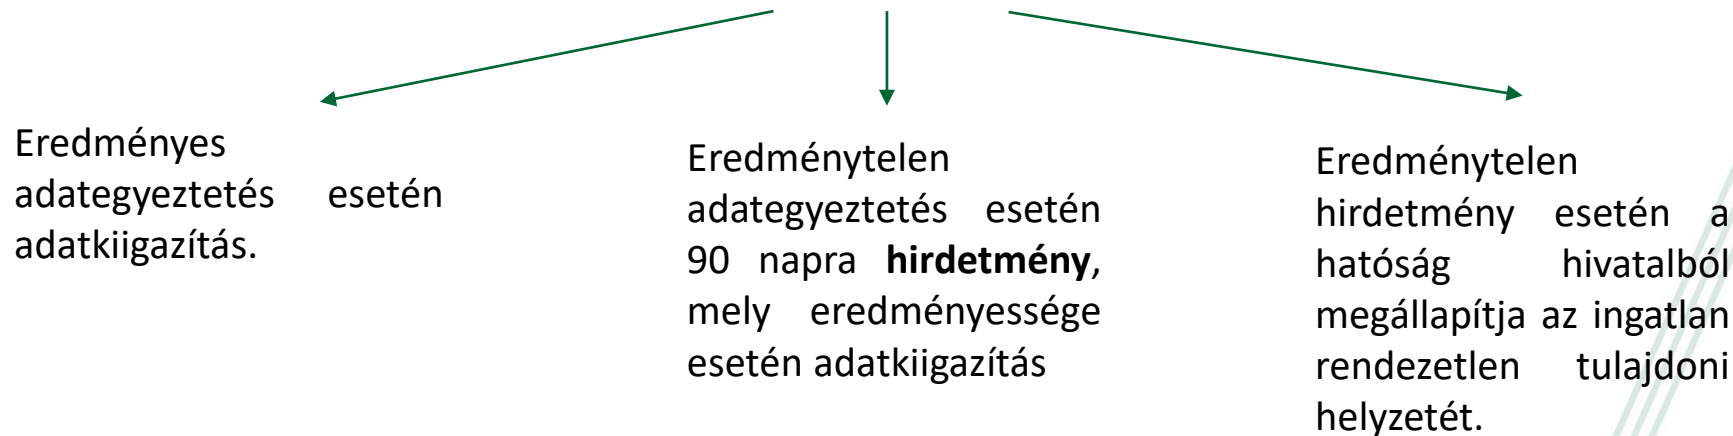 Eredményes
adategyeztetés esetén
adatkiigazítás.
Eredménytelen
adategyeztetés esetén
90 napra hirdetmény,
mely eredményessége
esetén adatkiigazítás
Eredménytelen
hirdetmény esetén a
hatóság hivatalból
megállapítja az ingatlan
rendezetlen tulajdoni
helyzetét.